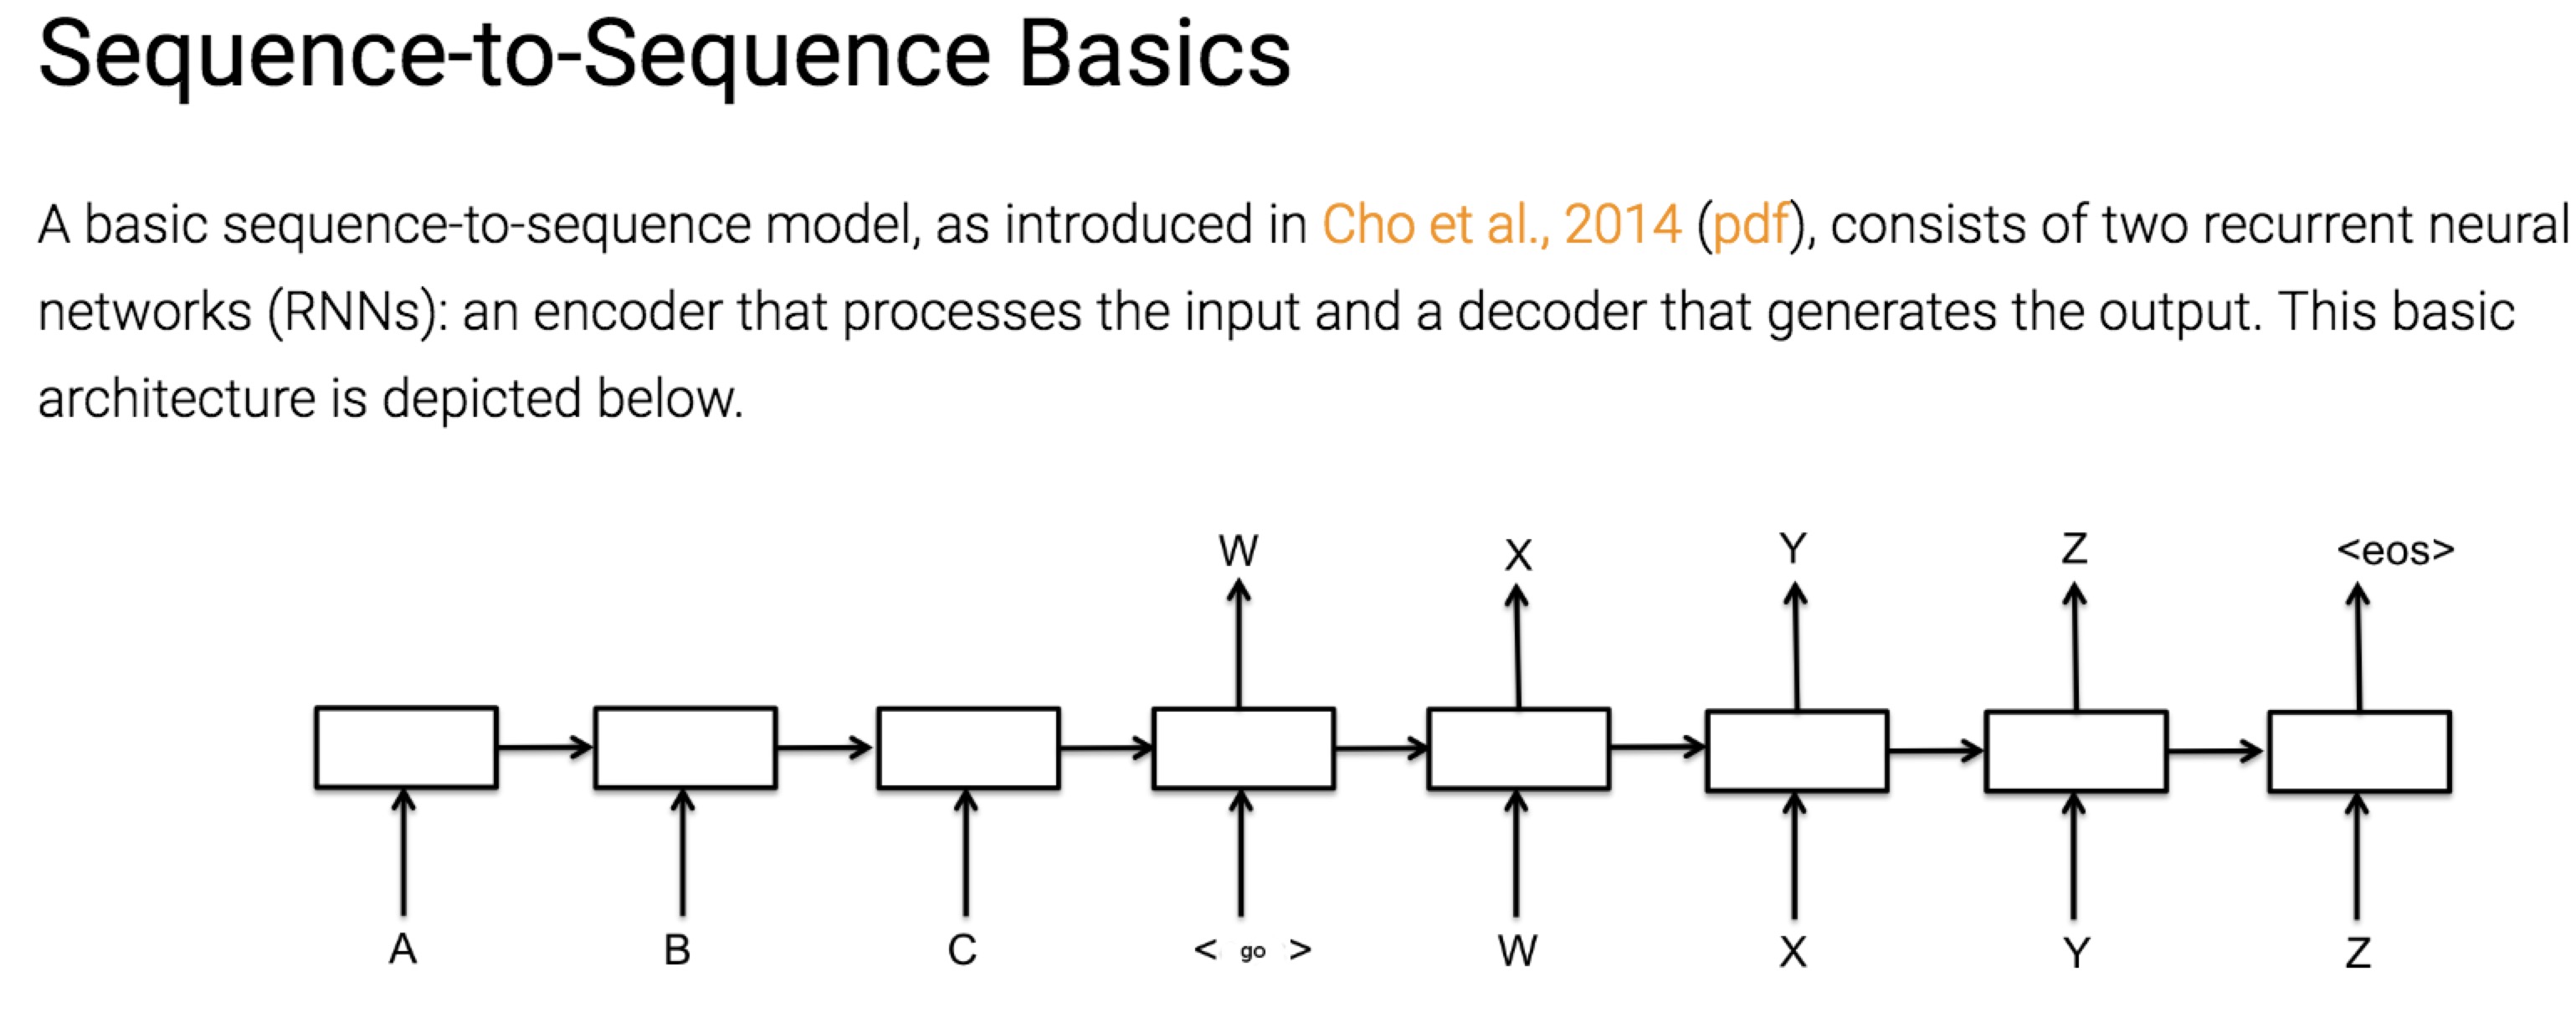 Sequence-to-Sequence Basics
A basic sequence-to-sequence model, as introduced in Cho et al., 2014 (pdf), consists of two recurrent neural
networks (RNNs): an encoder that processes the input and a decoder that generates the output. This basic
architecture is depicted below.
W X Y Z <eos>
A B C < go > W X Y Z